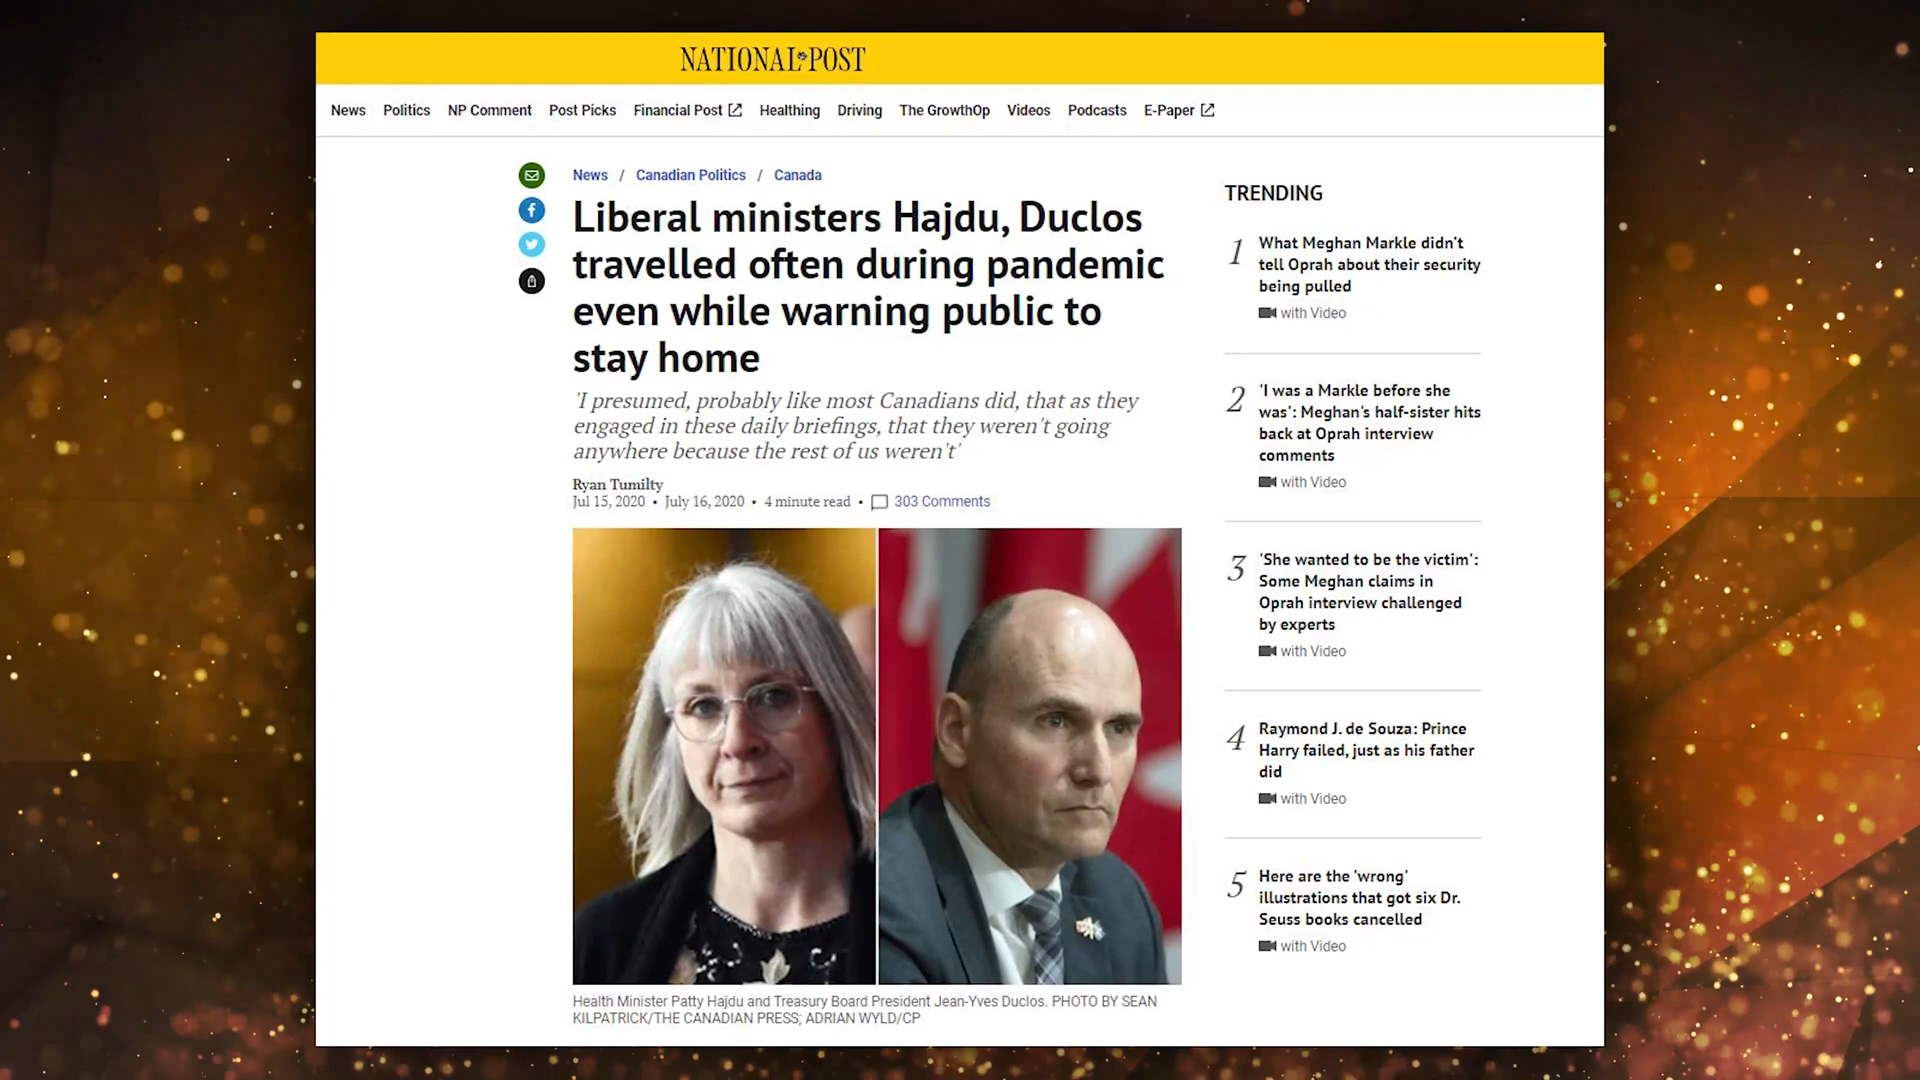 NATIONAL POST
News Politics NP Comment Post Picks Financial Post Healthing Driving The GrowthOp Videos Podcasts E-Paper
News / Canadian Politics / Canada
Liberal ministers Hajdu, Duclos
travelled often during pandemic
even while warning public to
stay home
'I presumed, probably like most Canadians did, that as they
engaged in these daily briefings, that they weren't going
anywhere because the rest of us weren't'
Ryan Tumilty
Jul 15, 2020 • July 16, 2020 • 4 minute read • 303 Comments
Health Minister Patty Hajdu and Treasury Board President Jean-Yves Duclos. PHOTO BY SEAN
KILPATRICK/THE CANADIAN PRESS; ADRIAN WYLD/CP
TRENDING
1
What Meghan Markle didn't
tell Oprah about their security
being pulled
with Video
2
'I was a Markle before she
was': Meghan's half-sister hits
back at Oprah interview
comments
with Video
3
'She wanted to be the victim':
Some Meghan claims in
Oprah interview challenged
by experts
with Video
4
Raymond J. de Souza: Prince
Harry failed, just as his father
did
with Video
5
Here are the 'wrong'
illustrations that got six Dr.
Seuss books cancelled
with Video